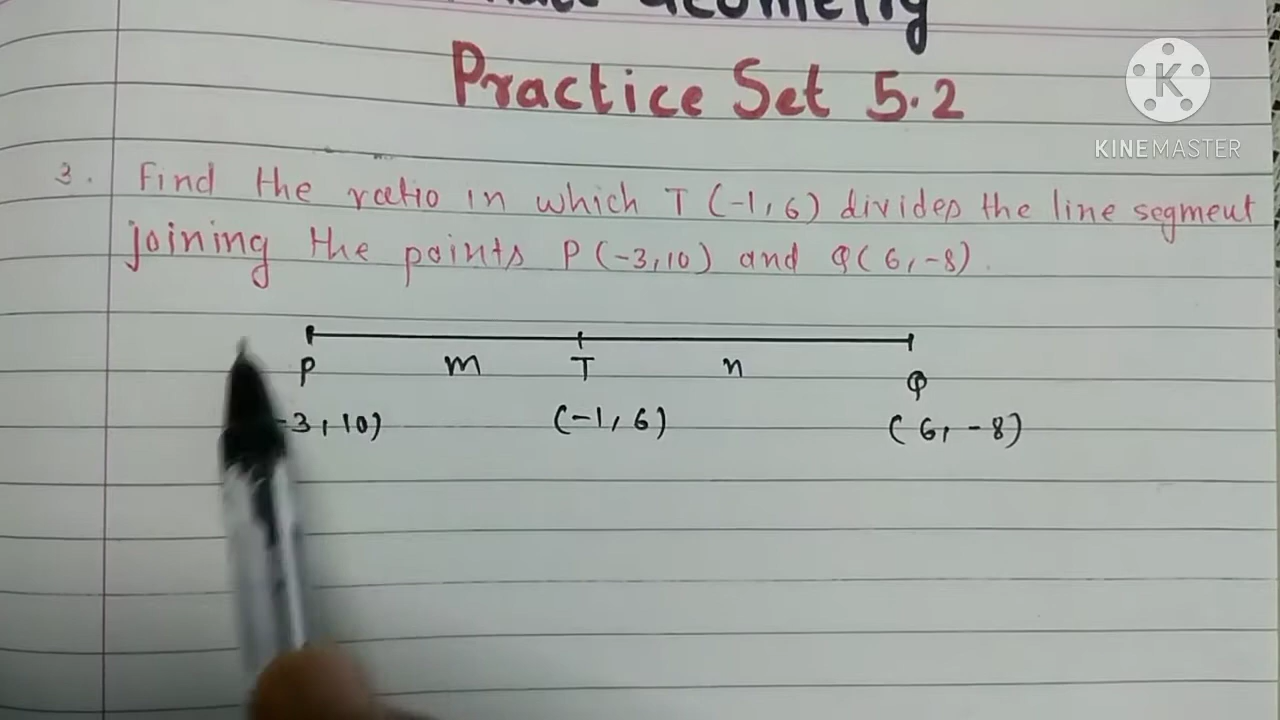 Geometry
Practice Set 5.2
KINEMASTER
3. Find the ratio in which T (-1,6) divides the line segment
joining the points P (-3,10) and Q( 6,-8).
P m T n Q
-3, 10) (-1, 6) ( 6, -8)